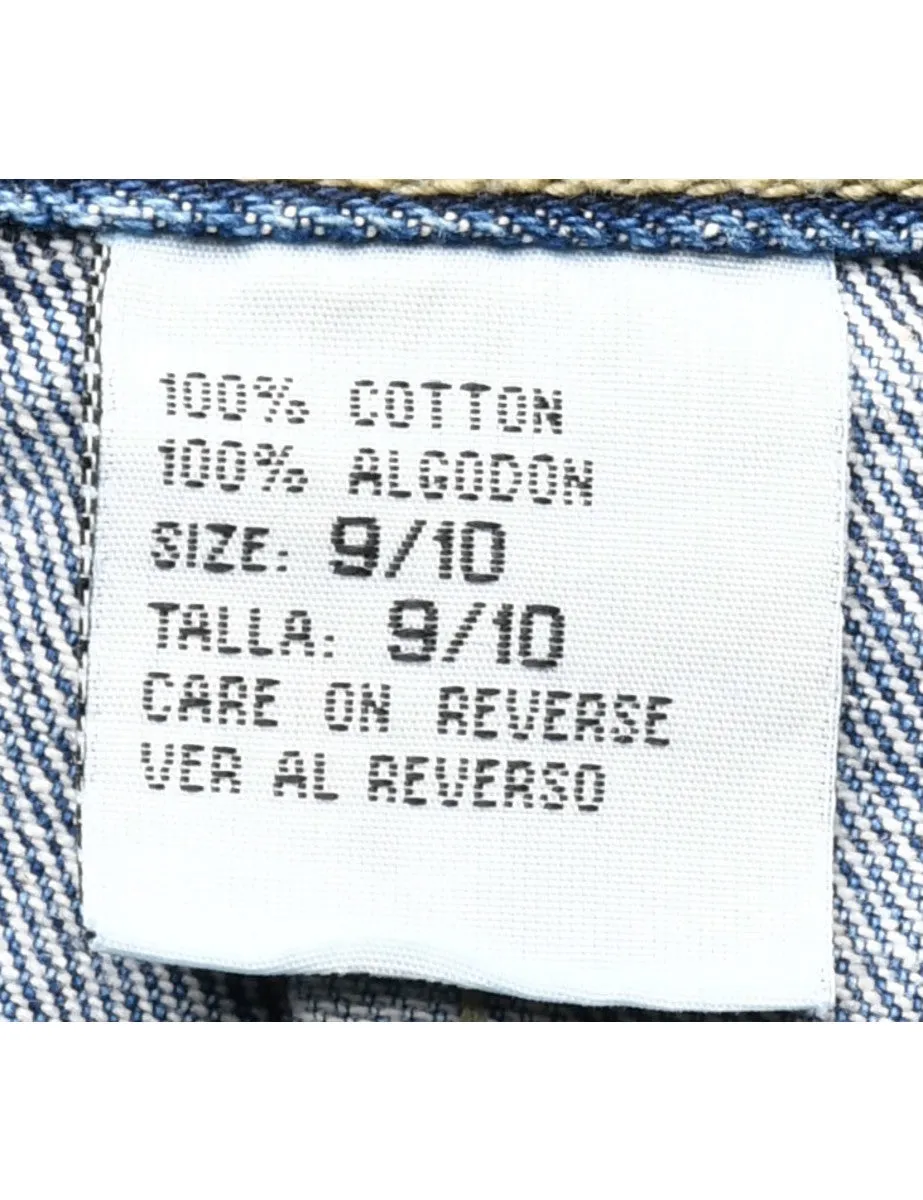 100% COTTON
100% ALGODON
SIZE: 9/10
TALLA: 9/10
CARE ON REVERSE
VER AL REVERSO